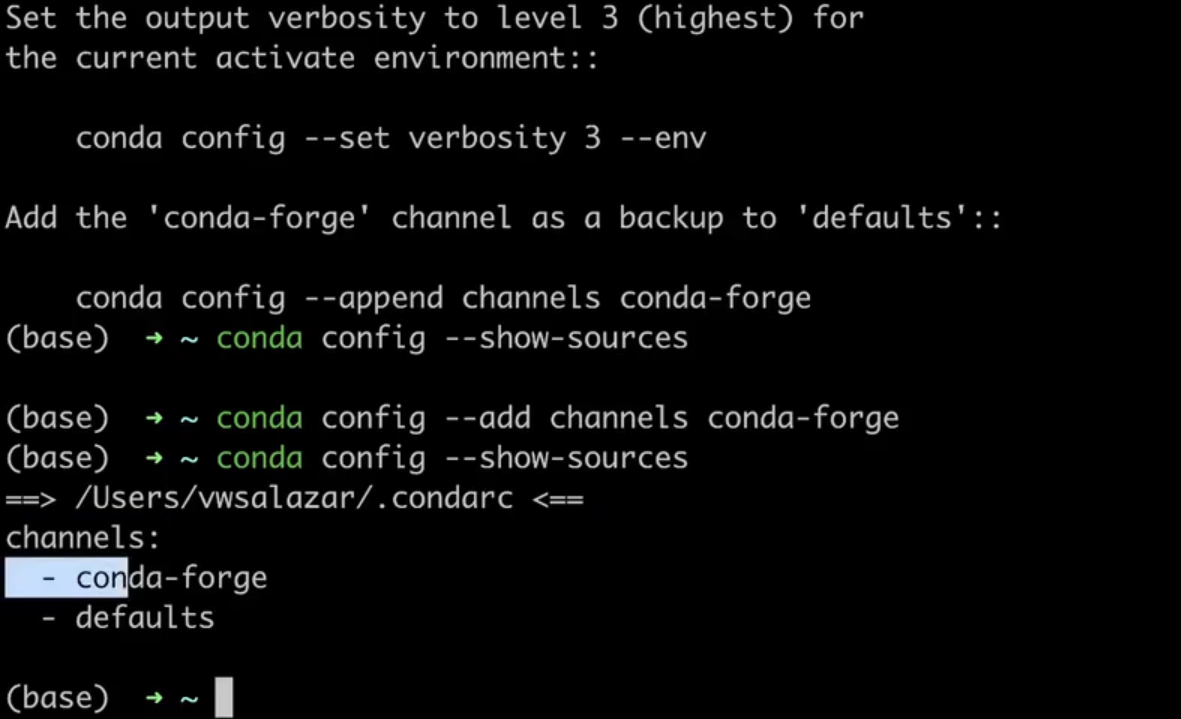 Set the output verbosity to level 3 (highest) for
the current activate environment::
conda config --set verbosity 3 --env
Add the 'conda-forge' channel as a backup to 'defaults'::
conda config --append channels conda-forge
(base) ➜ ~ conda config --show-sources
(base) ➜ ~ conda config --add channels conda-forge
(base) ➜ ~ conda config --show-sources
==> /Users/vwsalazar/.condarc <==
channels:
  - conda-forge
  - defaults
(base) ➜ ~